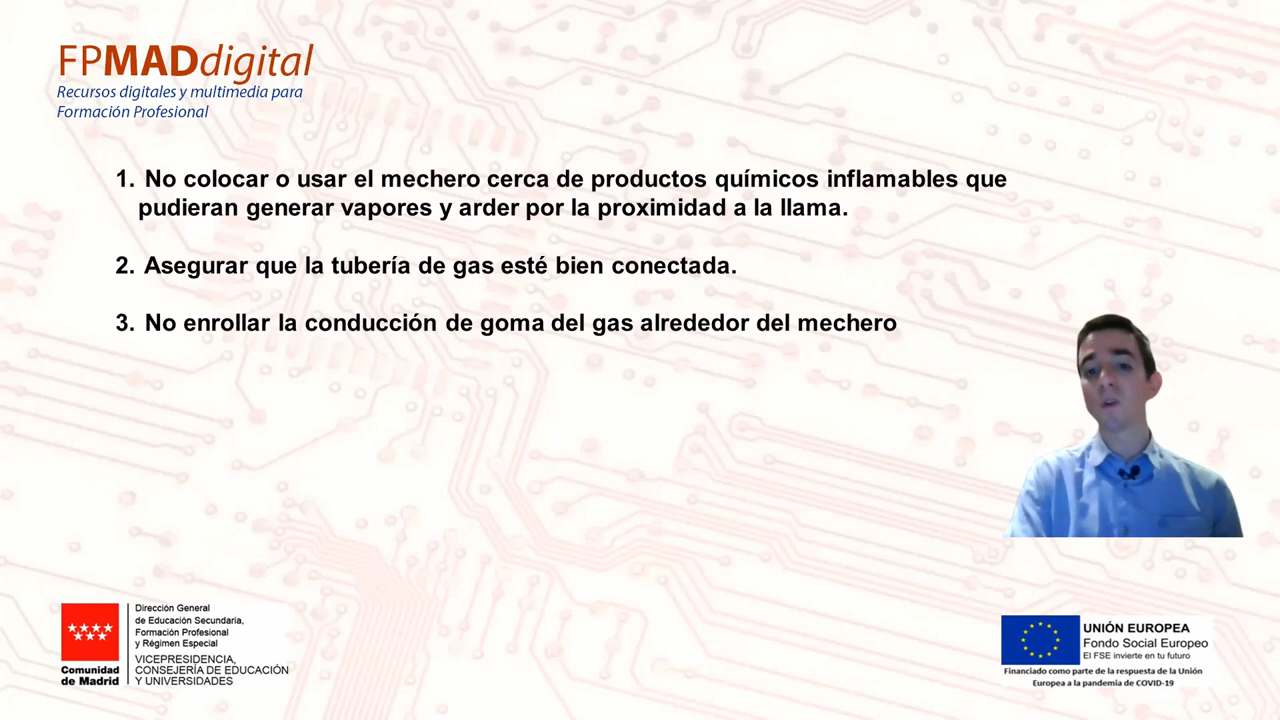 FPMADdigital
Recursos digitales y multimedia para
Formación Profesional
1. No colocar o usar el mechero cerca de productos químicos inflamables que
pudieran generar vapores y arder por la proximidad a la llama.
2. Asegurar que la tubería de gas esté bien conectada.
3. No enrollar la conducción de goma del gas alrededor del mechero
Comunidad
de Madrid
Dirección General
de Educación Secundaria,
Formación Profesional
y Régimen Especial
VICEPRESIDENCIA,
CONSEJERÍA DE EDUCACIÓN
Y UNIVERSIDADES
UNIÓN EUROPEA
Fondo Social Europeo
El FSE invierte en tu futuro
Financiado como parte de la respuesta de la Unión
Europea a la pandemia de COVID-19